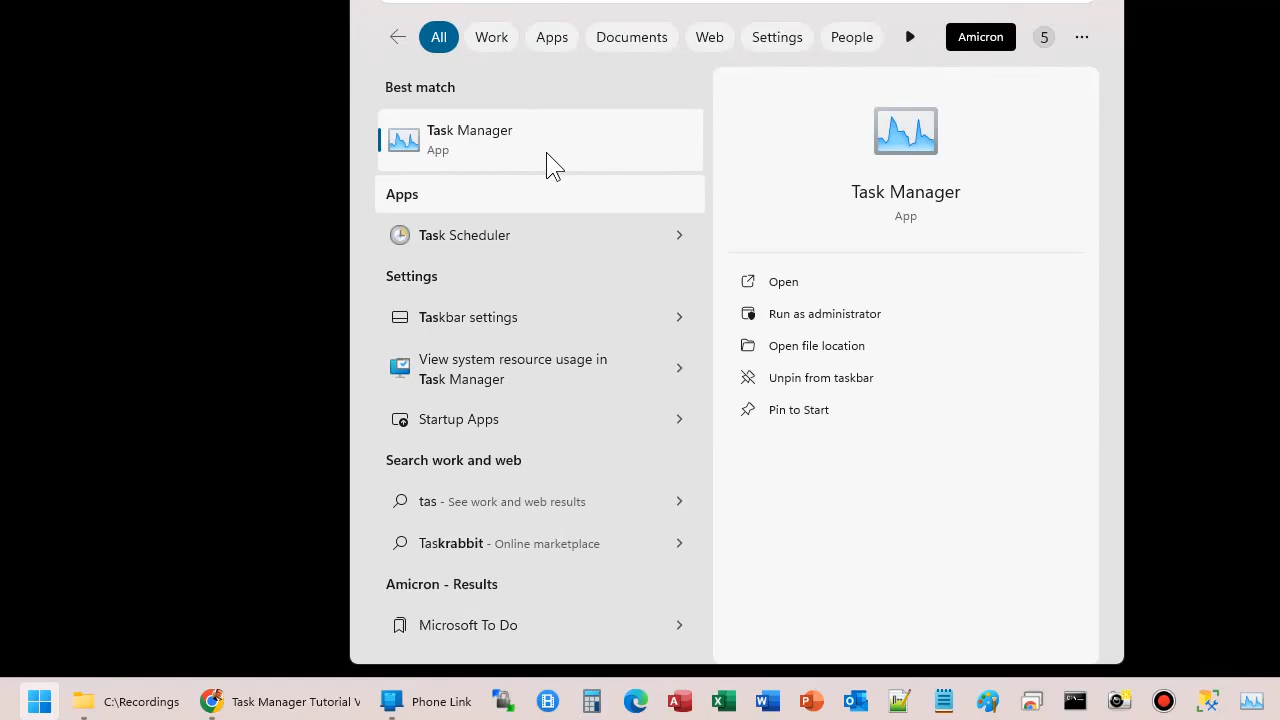 All Work Apps Documents Web Settings People Amicron 5
Best match
Task Manager
App
Apps
Task Scheduler
Settings
Taskbar settings
View system resource usage in
Task Manager
Startup Apps
Search work and web
tas - See work and web results
Taskrabbit - Online marketplace
Amicron - Results
Microsoft To Do
Task Manager
App
Open
Run as administrator
Open file location
Unpin from taskbar
Pin to Start
C:\Recordings Task Manager Tutorial V Phone Link